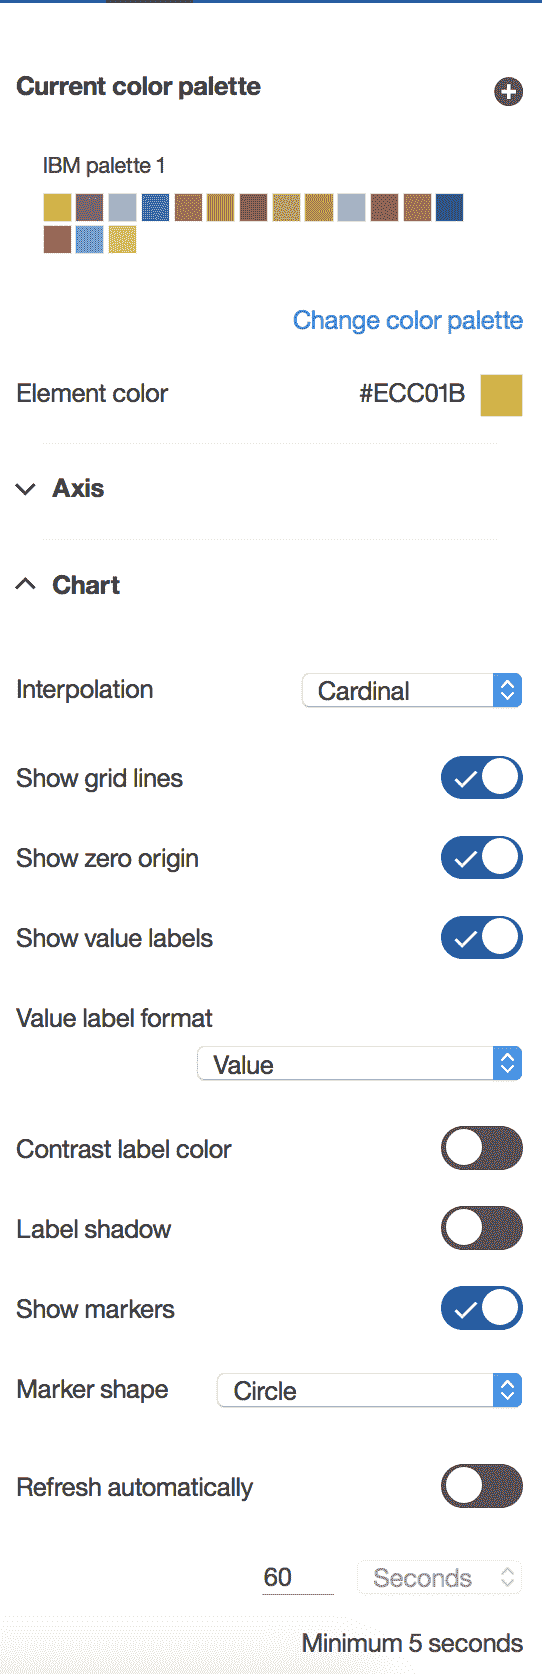 Current color palette
IBM palette 1
Change color palette
Element color #ECC01B
Axis
Chart
Interpolation Cardinal
Show grid lines
Show zero origin
Show value labels
Value label format
Value
Contrast label color
Label shadow
Show markers
Marker shape Circle
Refresh automatically
60 Seconds
Minimum 5 seconds